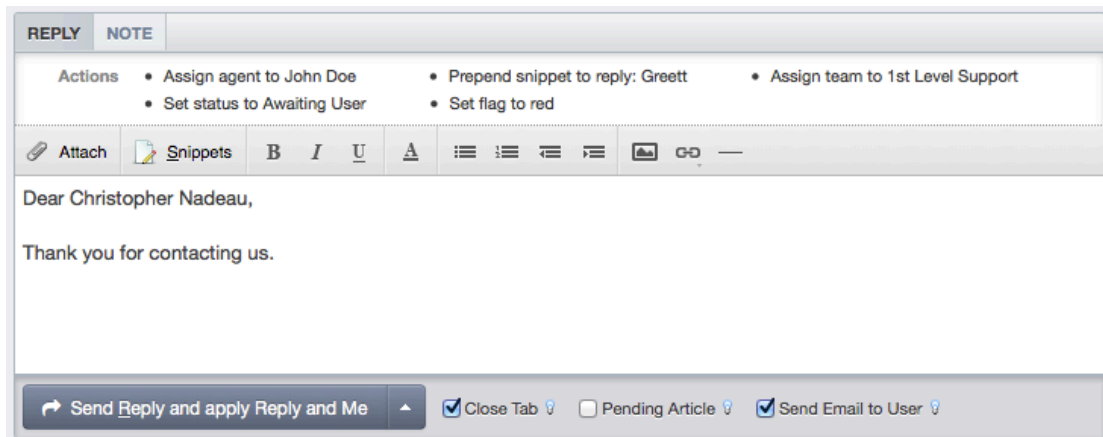 REPLY NOTE
Actions • Assign agent to John Doe • Prepend snippet to reply: Greett • Assign team to 1st Level Support
• Set status to Awaiting User • Set flag to red
Attach Snippets B I U A
Dear Christopher Nadeau,
Thank you for contacting us.
Send Reply and apply Reply and Me Close Tab Pending Article Send Email to User